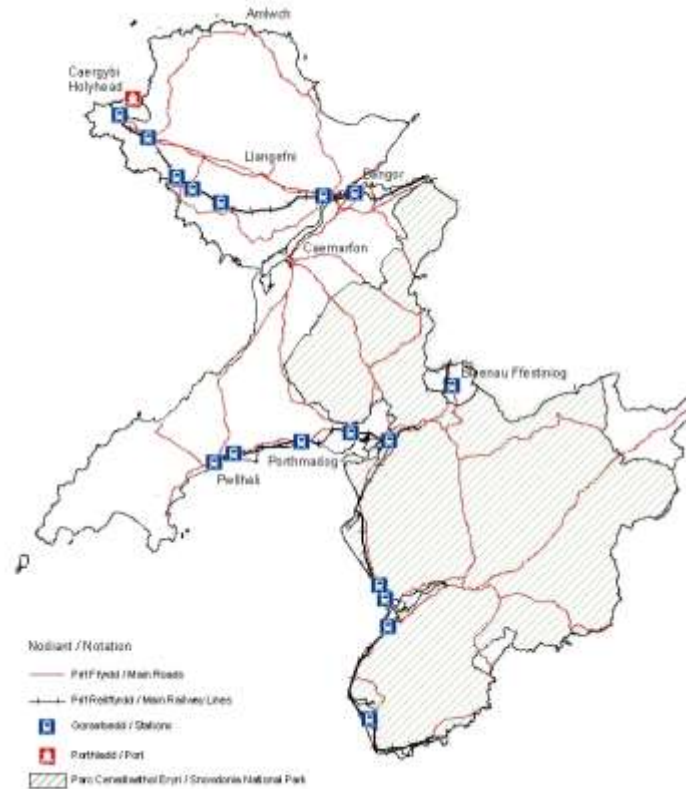 Amlwch
Caergybi
Holyhead
Llangefni
Bangor
Caernarfon
Blaenau Ffestiniog
Porthmadog
Pwllheli
Nodiant / Notation
Prif Ffyrdd / Main Roads
Prif Reilffyrdd / Main Railway Lines
Gorsafoedd / Stations
Porthladd / Port
Parc Cenedlaethol Eryri / Snowdonia National Park